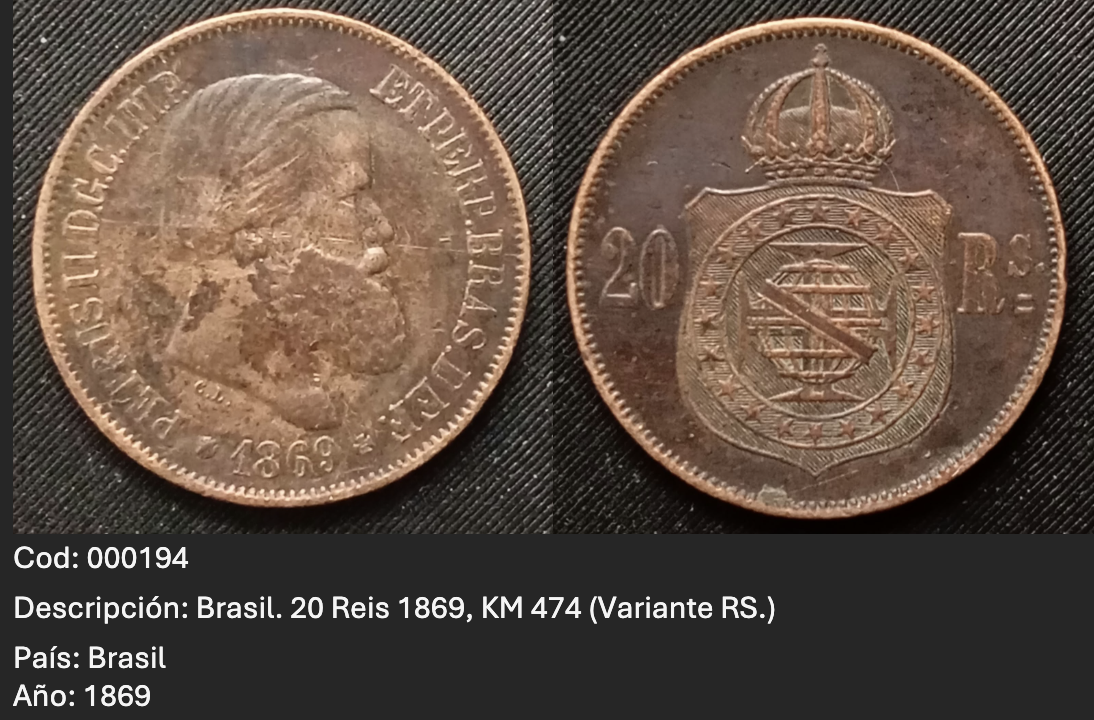 PETRUS II D.G.C.IMP.
ET PERP.BRAS.DEF.
C.L.
1869
20 Rs.
Cod: 000194
Descripción: Brasil. 20 Reis 1869, KM 474 (Variante RS.)
País: Brasil
Año: 1869